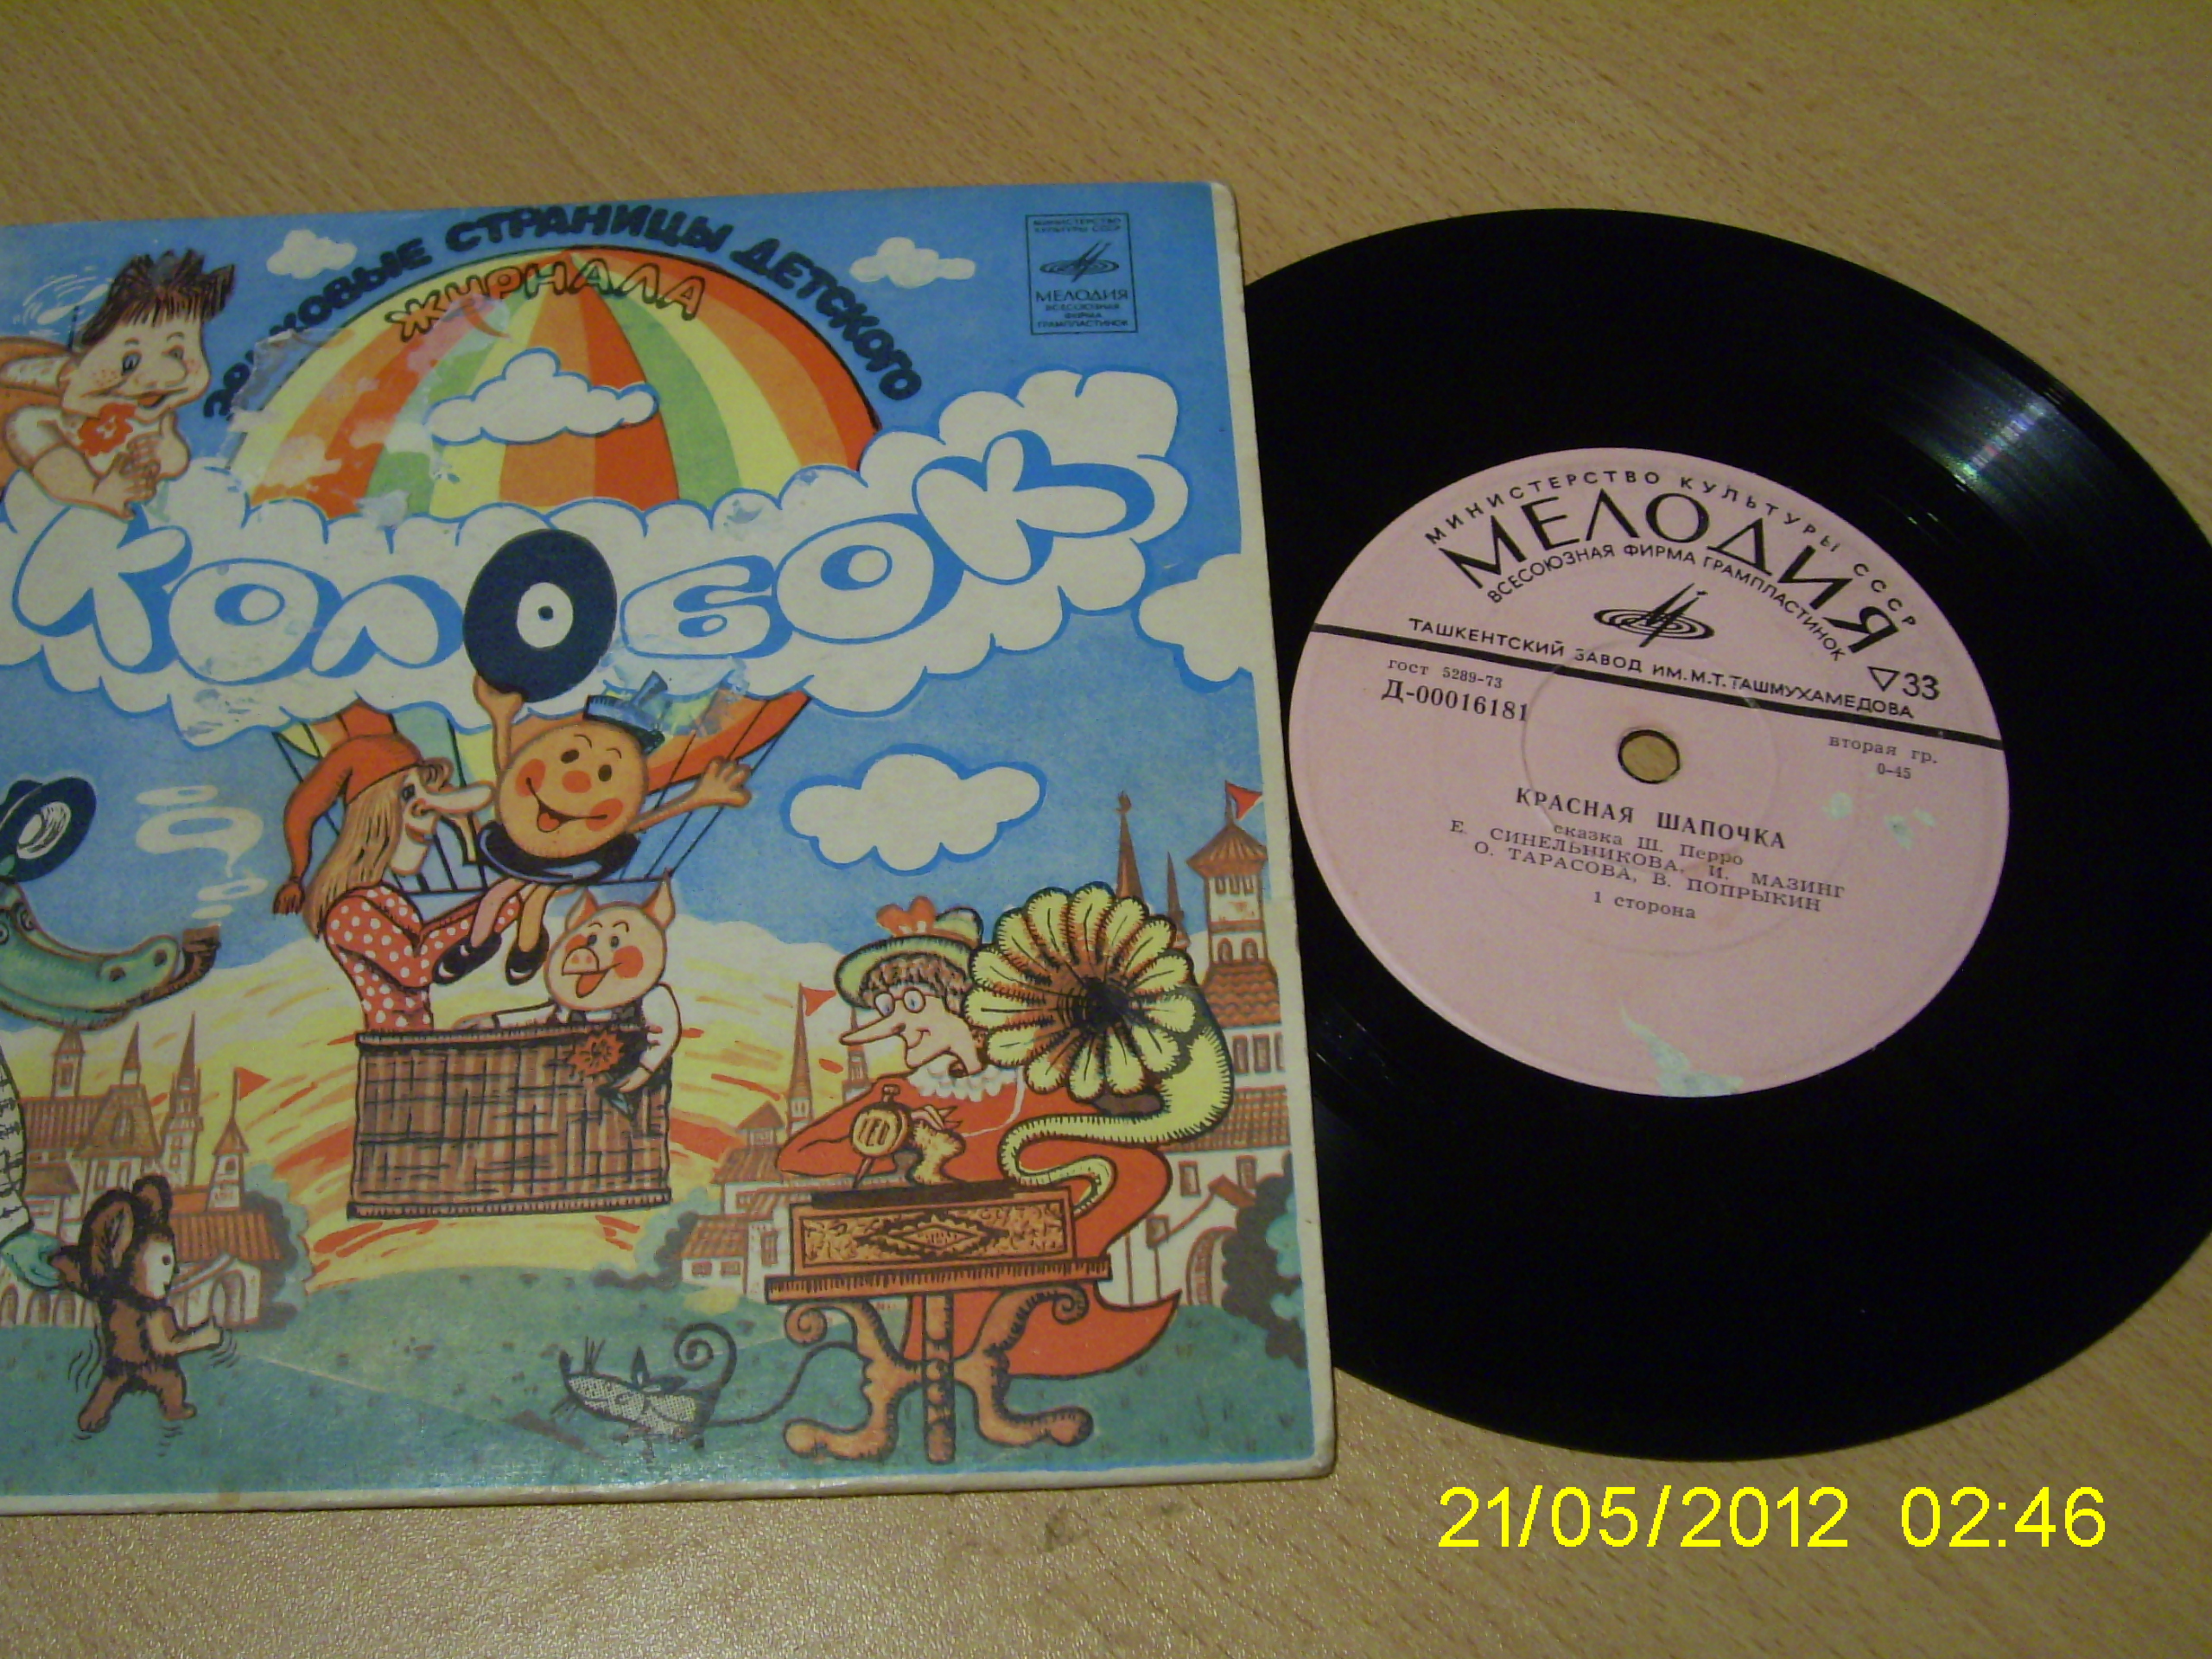 ЗВУКОВЫЕ СТРАНИЦЫ ДЕТСКОГО
ЖУРНАЛА
КОЛОБОК
МИНИСТЕРСТВО
КУЛЬТУРЫ СССР
МЕЛОДИЯ
ВСЕСОЮЗНАЯ
ФИРМА
ГРАМПЛАСТИНОК
МИНИСТЕРСТВО КУЛЬТУРЫ СССР
МЕЛОДИЯ
ВСЕСОЮЗНАЯ ФИРМА ГРАМПЛАСТИНОК
▽33
ТАШКЕНТСКИЙ ЗАВОД ИМ. М.Т. ТАШМУХАМЕДОВА
гост 5289-73
Д-00016181
вторая гр.
0-45
КРАСНАЯ ШАПОЧКА
сказка Ш. Перро
Е. СИНЕЛЬНИКОВА, И. МАЗИНГ
О. ТАРАСОВА, В. ПОПРЫКИН
1 сторона
21/05/2012 02:46